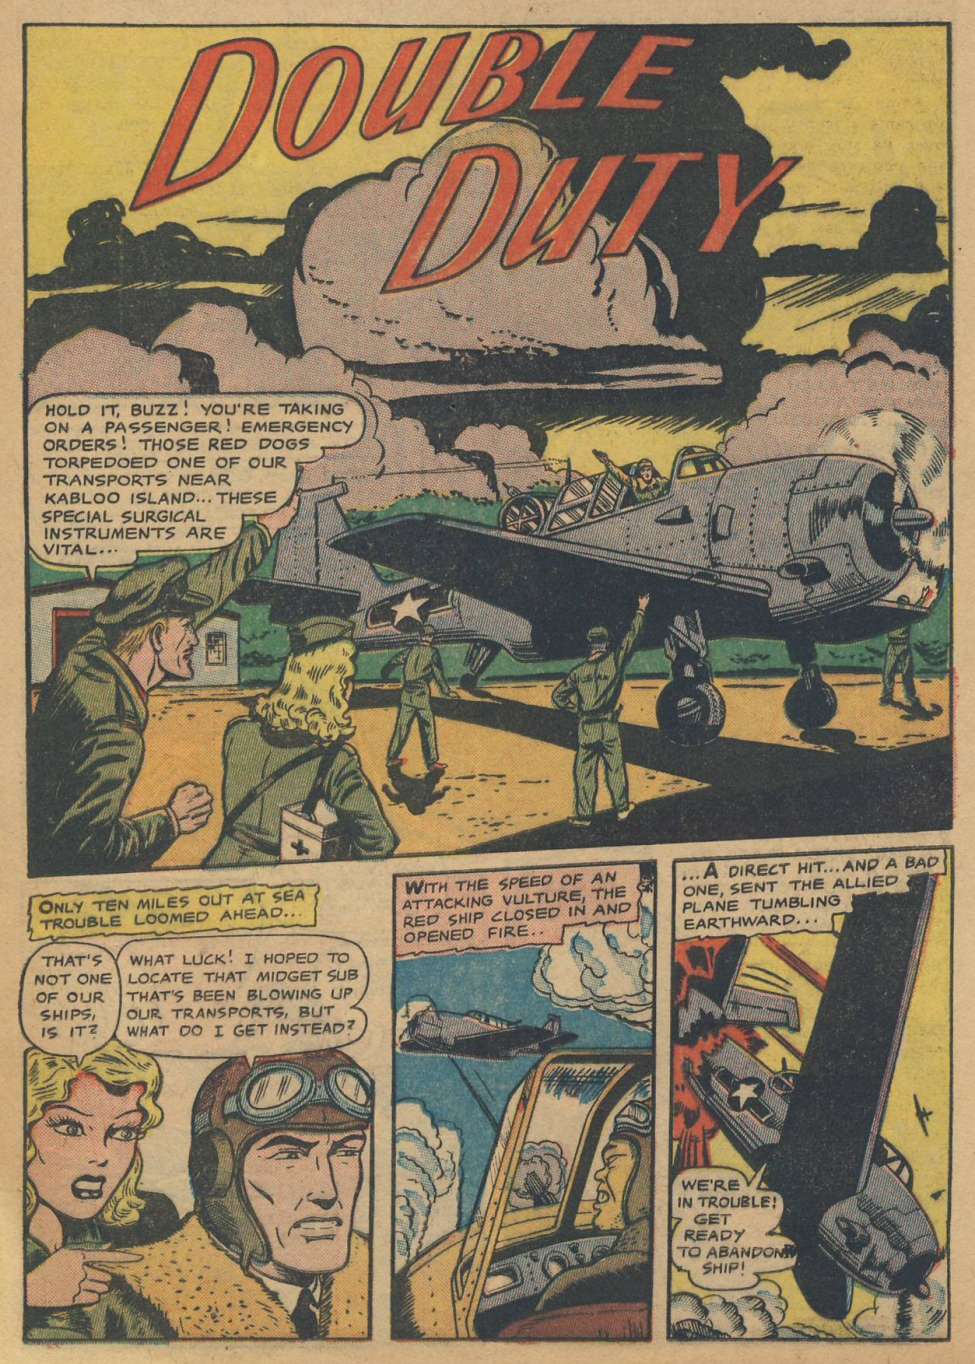 DOUBLE
DUTY
HOLD IT, BUZZ! YOU'RE TAKING
ON A PASSENGER! EMERGENCY
ORDERS! THOSE RED DOGS
TORPEDOED ONE OF OUR
TRANSPORTS NEAR
KABLOO ISLAND... THESE
SPECIAL SURGICAL
INSTRUMENTS ARE
VITAL...
ONLY TEN MILES OUT AT SEA
TROUBLE LOOMED AHEAD...
THAT'S
NOT ONE
OF OUR
SHIPS,
IS IT?
WHAT LUCK! I HOPED TO
LOCATE THAT MIDGET SUB
THAT'S BEEN BLOWING UP
OUR TRANSPORTS, BUT
WHAT DO I GET INSTEAD?
WITH THE SPEED OF AN
ATTACKING VULTURE, THE
RED SHIP CLOSED IN AND
OPENED FIRE..
...A DIRECT HIT...AND A BAD
ONE, SENT THE ALLIED
PLANE TUMBLING
EARTHWARD...
WE'RE
IN TROUBLE!
GET
READY
TO ABANDON
SHIP!